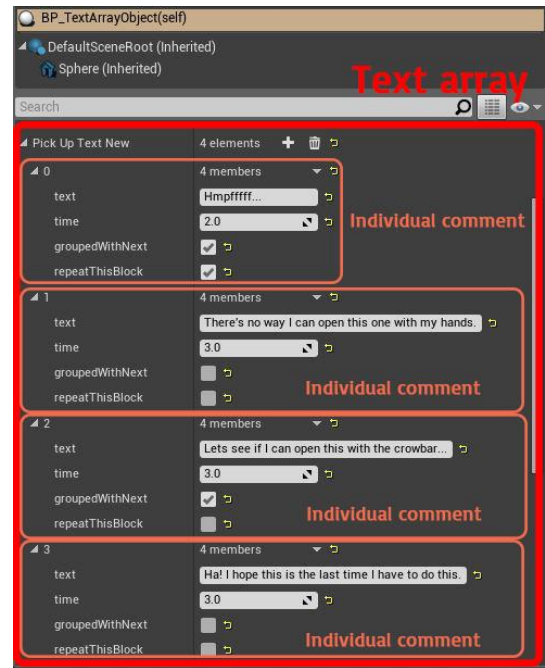 BP_TextArrayObject(self)
DefaultSceneRoot (Inherited)
Sphere (Inherited)
Text array
Search
Pick Up Text New 4 elements
0 4 members
text Hmpfffff...
time 2.0
Individual comment
groupedWithNext
repeatThisBlock
1 4 members
text There's no way I can open this one with my hands.
time 3.0
groupedWithNext
Individual comment
repeatThisBlock
2 4 members
text Lets see if I can open this with the crowbar...
time 3.0
groupedWithNext
Individual comment
repeatThisBlock
3 4 members
text Ha! I hope this is the last time I have to do this.
time 3.0
groupedWithNext
Individual comment
repeatThisBlock